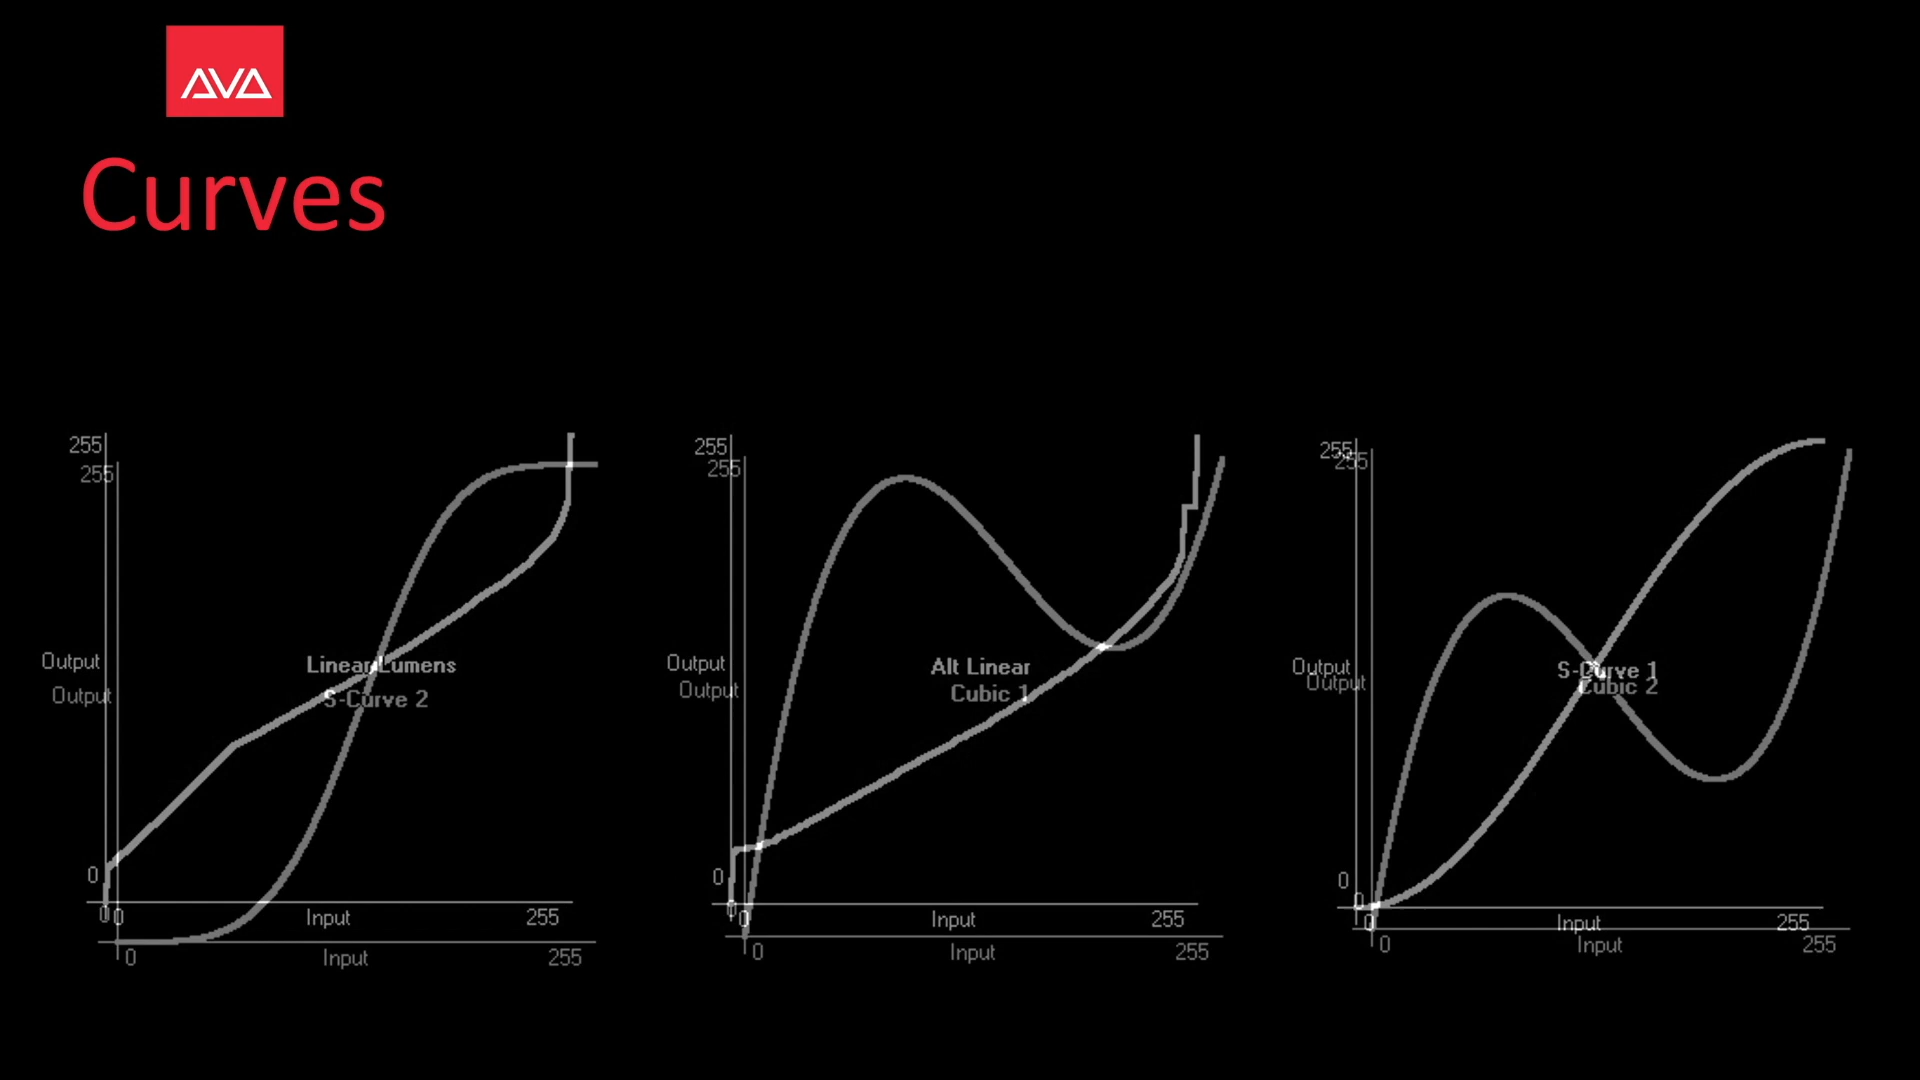 AVA
Curves
255
255
Output
Output
Linear Lumens
S-Curve 2
0
0
0
Input
255
0
Input
255
255
255
Output
Output
Alt Linear
Cubic 1
0
0
0
Input
255
0
Input
255
255
255
Output
Output
S-Curve 1
Cubic 2
0
0
0
Input
255
0
Input
255